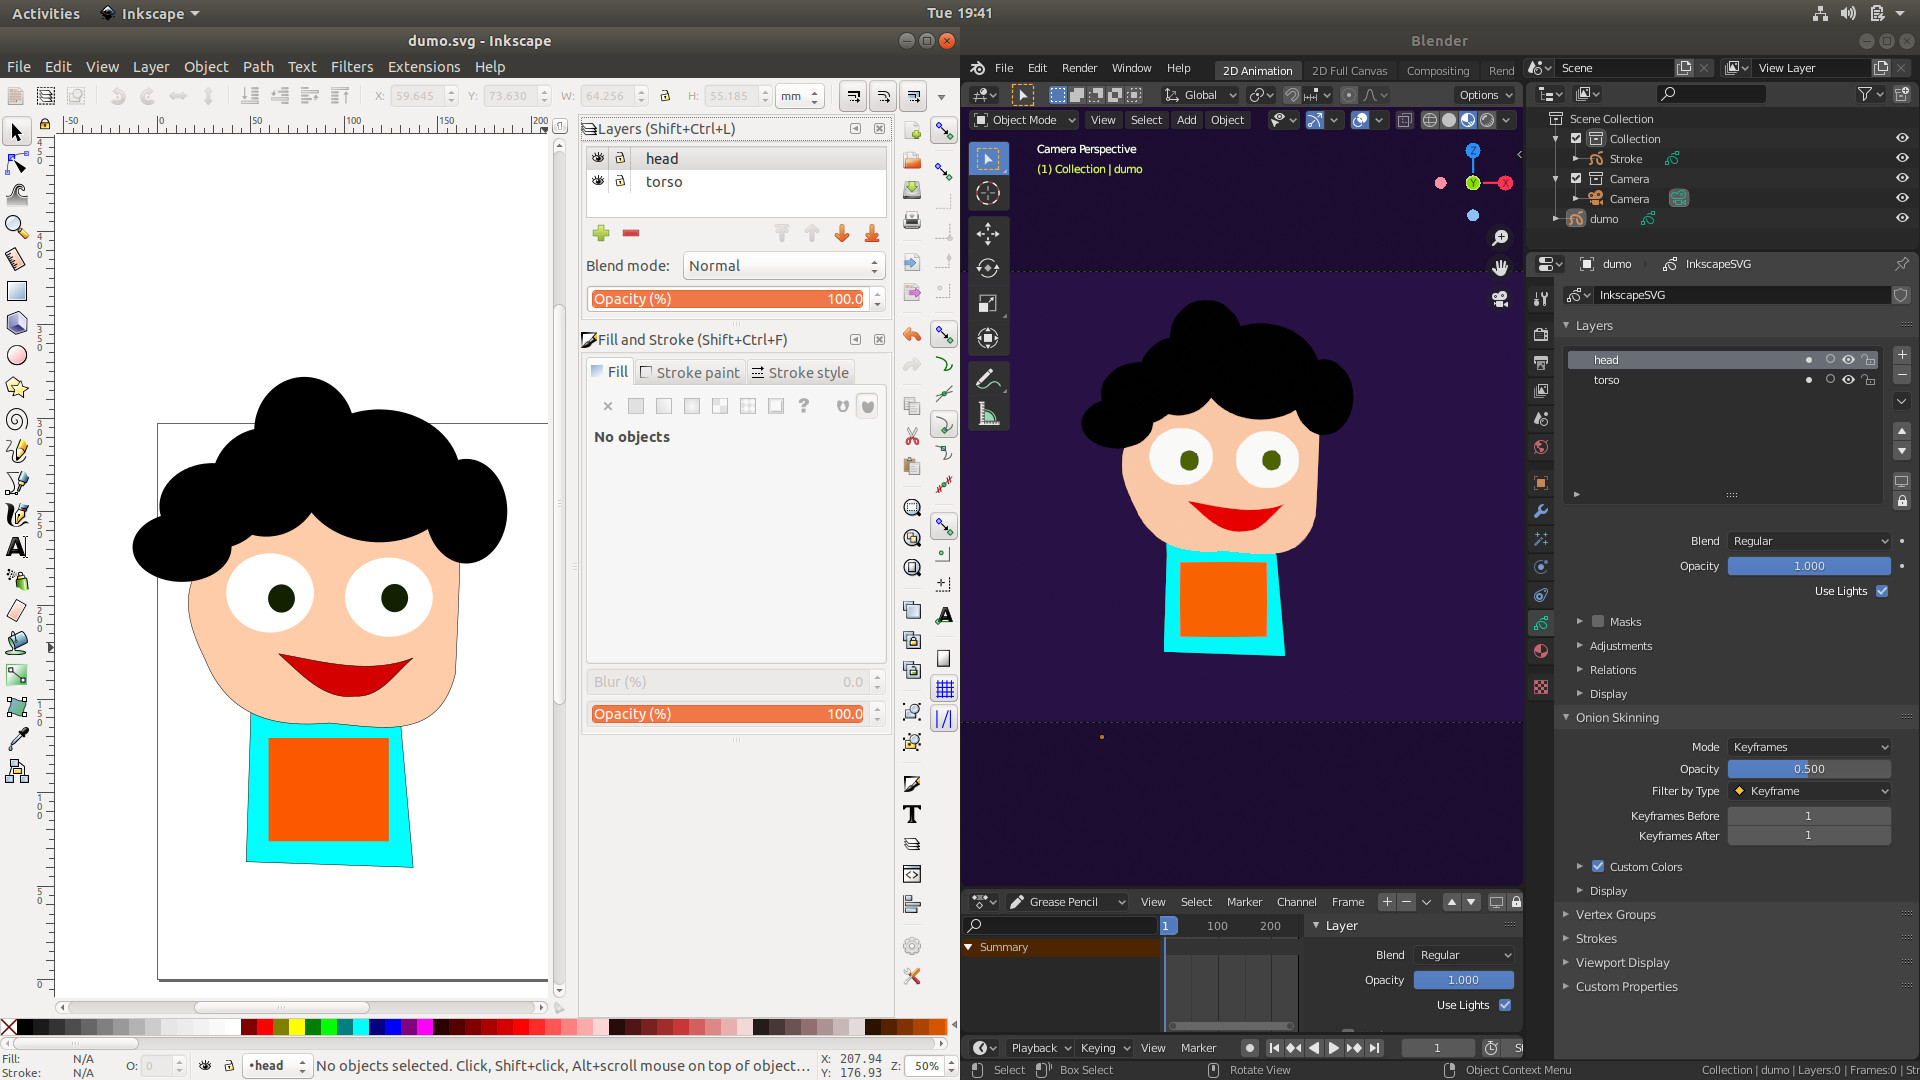 Activities Inkscape Tue 19:41
dumo.svg - Inkscape
File Edit View Layer Object Path Text Filters Extensions Help
X: 59.645 Y: 73.630 W: 64.256 H: 55.185 mm
-50 0 50 100 150 200
Layers (Shift+Ctrl+L)
head
torso
Blend mode: Normal
Opacity (%) 100.0
Fill and Stroke (Shift+Ctrl+F)
Fill Stroke paint Stroke style
?
No objects
Blur (%) 0.0
Opacity (%) 100.0
Fill: N/A
Stroke: N/A
O: 0
•head
No objects selected. Click, Shift+click, Alt+scroll mouse on top of object...
X: 207.94
Y: 176.93
Z: 50%
Blender
File Edit Render Window Help
2D Animation 2D Full Canvas Compositing Rend
Scene View Layer
Global Options
Object Mode View Select Add Object
Camera Perspective
(1) Collection | dumo
Z Y X
Scene Collection
Collection
Stroke
Camera
Camera
dumo
dumo InkscapeSVG
InkscapeSVG
Layers
head
torso
Blend Regular
Opacity 1.000
Use Lights
Masks
Adjustments
Relations
Display
Onion Skinning
Mode Keyframes
Opacity 0.500
Filter by Type Keyframe
Keyframes Before 1
Keyframes After 1
Custom Colors
Display
Vertex Groups
Strokes
Viewport Display
Custom Properties
Grease Pencil View Select Marker Channel Frame
1 100 200
Summary
Layer
Blend Regular
Opacity 1.000
Use Lights
Playback Keying View Marker 1 St
Select Box Select Rotate View Object Context Menu
Collection | dumo | Layers:0 | Frames:0 | Str